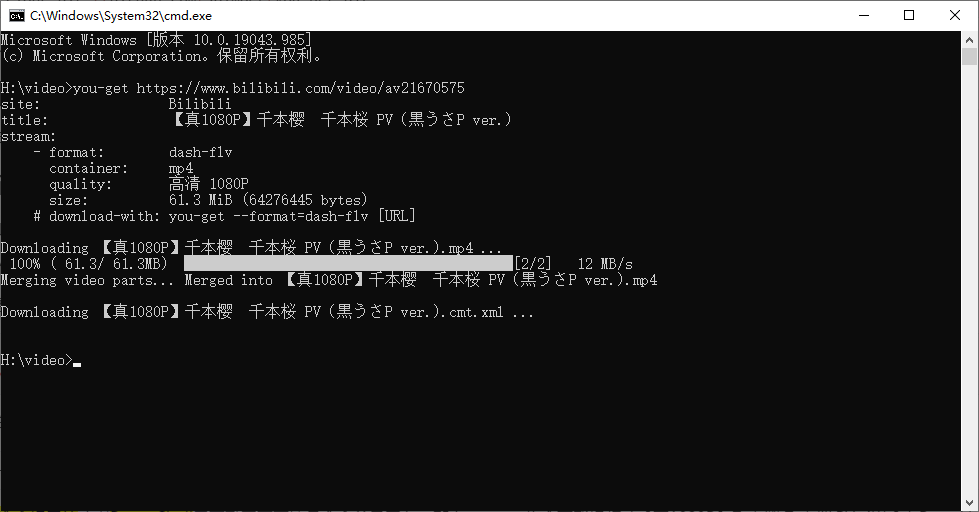 C:\Windows\System32\cmd.exe
Microsoft Windows [版本 10.0.19043.985]
(c) Microsoft Corporation。保留所有权利。
H:\video>you-get https://www.bilibili.com/video/av21670575
site: Bilibili
title: 【真1080P】千本樱　千本桜 PV（黒うさP ver.）
stream:
- format: dash-flv
container: mp4
quality: 高清 1080P
size: 61.3 MiB (64276445 bytes)
# download-with: you-get --format=dash-flv [URL]
Downloading 【真1080P】千本樱　千本桜 PV（黒うさP ver.）.mp4 ...
100% ( 61.3/ 61.3MB) [2/2] 12 MB/s
Merging video parts... Merged into 【真1080P】千本樱　千本桜 PV（黒うさP ver.）.mp4
Downloading 【真1080P】千本樱　千本桜 PV（黒うさP ver.）.cmt.xml ...
H:\video>